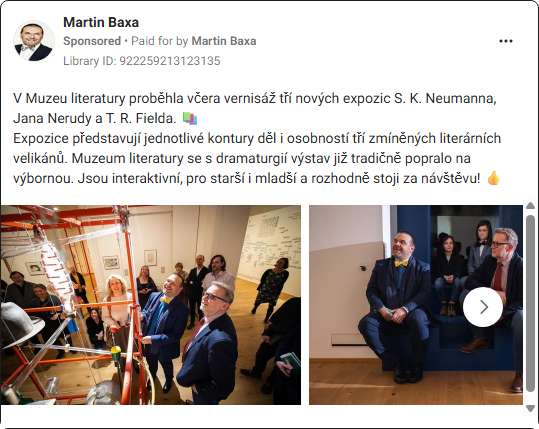 Martin Baxa
Sponsored • Paid for by Martin Baxa
Library ID: 922259213123135
V Muzeu literatury proběhla včera vernisáž tří nových expozic S. K. Neumanna,
Jana Nerudy a T. R. Fielda. 📚
Expozice představují jednotlivé kontury děl i osobností tří zmíněných literárních
velikánů. Muzeum literatury se s dramaturgií výstav již tradičně popralo na
výbornou. Jsou interaktivní, pro starší i mladší a rozhodně stoji za návštěvu! 👍